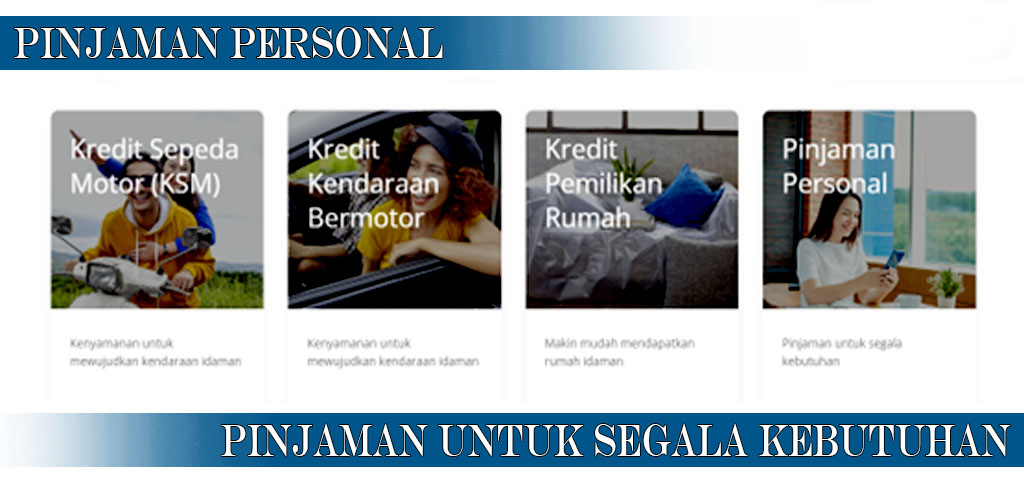 PINJAMAN PERSONAL
Kredit Sepeda
Motor (KSM)
Kenyamanan untuk
mewujudkan kendaraan idaman
Kredit
Kendaraan
Bermotor
Kenyamanan untuk
mewujudkan kendaraan idaman
Kredit
Pemilikan
Rumah
Makin mudah mendapatkan
rumah idaman
Pinjaman
Personal
Pinjaman untuk segala
kebutuhan
PINJAMAN UNTUK SEGALA KEBUTUHAN